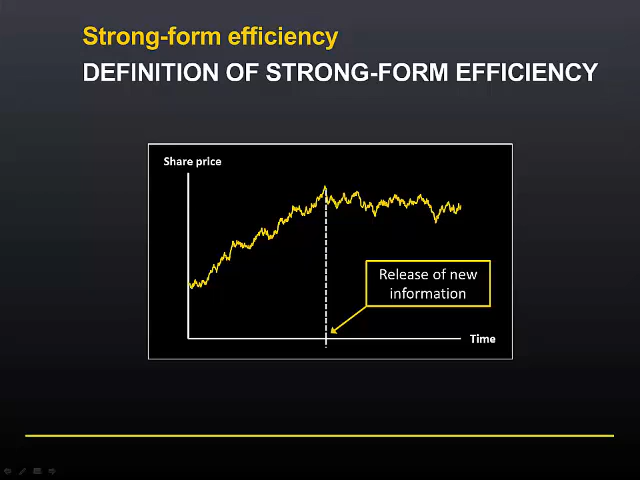 Strong-form efficiency
DEFINITION OF STRONG-FORM EFFICIENCY
Share price
Release of new
information
Time